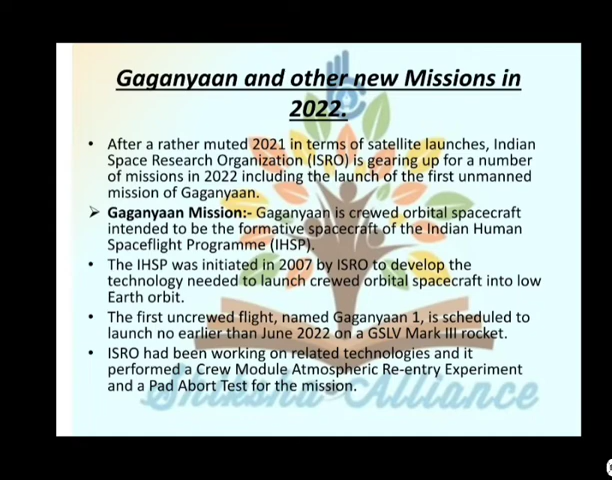 Gaganyaan and other new Missions in
2022.
• After a rather muted 2021 in terms of satellite launches, Indian
Space Research Organization (ISRO) is gearing up for a number
of missions in 2022 including the launch of the first unmanned
mission of Gaganyaan.
➤ Gaganyaan Mission:- Gaganyaan is crewed orbital spacecraft
intended to be the formative spacecraft of the Indian Human
Spaceflight Programme (IHSP).
• The IHSP was initiated in 2007 by ISRO to develop the
technology needed to launch crewed orbital spacecraft into low
Earth orbit.
• The first uncrewed flight, named Gaganyaan 1, is scheduled to
launch no earlier than June 2022 on a GSLV Mark III rocket.
• ISRO had been working on related technologies and it
performed a Crew Module Atmospheric Re-entry Experiment
and a Pad Abort Test for the mission.
Shiksha Alliance